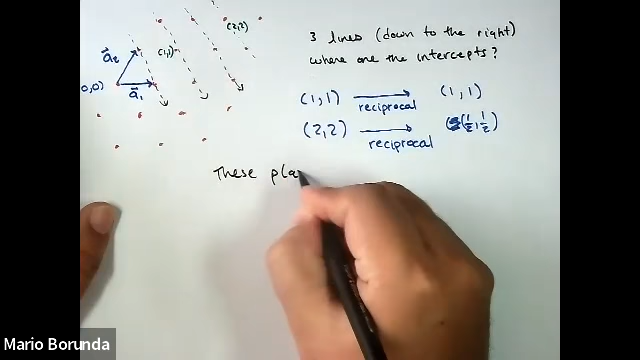 (2,2)
(1,1)
a2
0,0)
a1
3 lines (down to the right)
where are the intercepts?
(1,1) reciprocal (1,1)
(2,2) reciprocal (1/2,1/2)
These pla
Mario Borunda